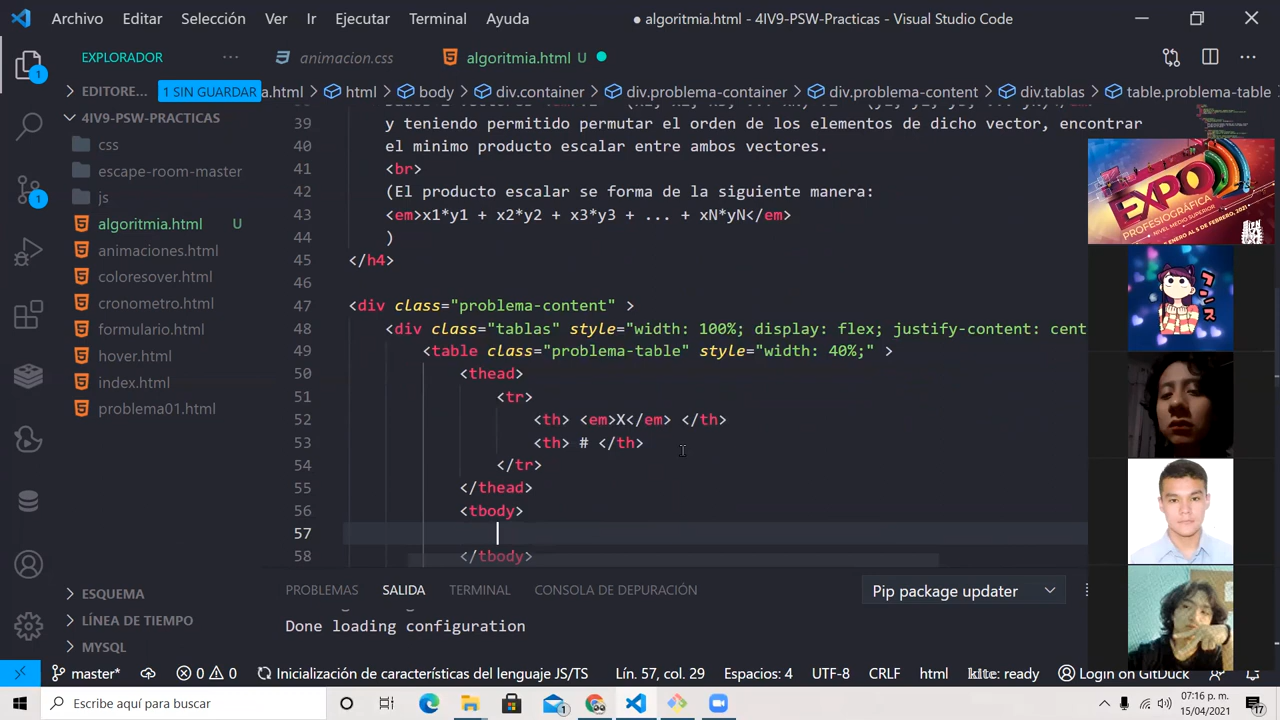 Archivo Editar Selección Ver Ir Ejecutar Terminal Ayuda
● algoritmia.html - 4IV9-PSW-Practicas - Visual Studio Code
EXPLORADOR ···
animacion.css
algoritmia.html U
EDITORE... 1 SIN GUARDAR
a.html > html > body > div.container > div.problema-container > div.problema-content > div.tablas > table.problema-table >
4IV9-PSW-PRACTICAS
css
escape-room-master
js
algoritmia.html U
animaciones.html
coloresover.html
cronometro.html
formulario.html
hover.html
index.html
problema01.html
ESQUEMA
LÍNEA DE TIEMPO
MYSQL
39 y teniendo permitido permutar el orden de los elementos de dicho vector, encontrar
40 el minimo producto escalar entre ambos vectores.
41 <br>
42 (El producto escalar se forma de la siguiente manera:
43 <em>x1*y1 + x2*y2 + x3*y3 + ... + xN*yN</em>
44 )
45 </h4>
46
47 <div class="problema-content" >
48 <div class="tablas" style="width: 100%; display: flex; justify-content: cent
49 <table class="problema-table" style="width: 40%;" >
50 <thead>
51 <tr>
52 <th> <em>X</em> </th>
53 <th> # </th>
54 </tr>
55 </thead>
56 <tbody>
57
58 </tbody>
PROBLEMAS SALIDA TERMINAL CONSOLA DE DEPURACIÓN
Pip package updater
Done loading configuration
EXPO
PROFESIOGRÁFICA
NIVEL MEDIO SUPERIOR
ENERO AL 5 DE FEBRERO, 2021
master* 0 0 Inicialización de características del lenguaje JS/TS Lín. 57, col. 29 Espacios: 4 UTF-8 CRLF html kite: ready Login on GitDuck
Escribe aquí para buscar
07:16 p. m.
15/04/2021
17